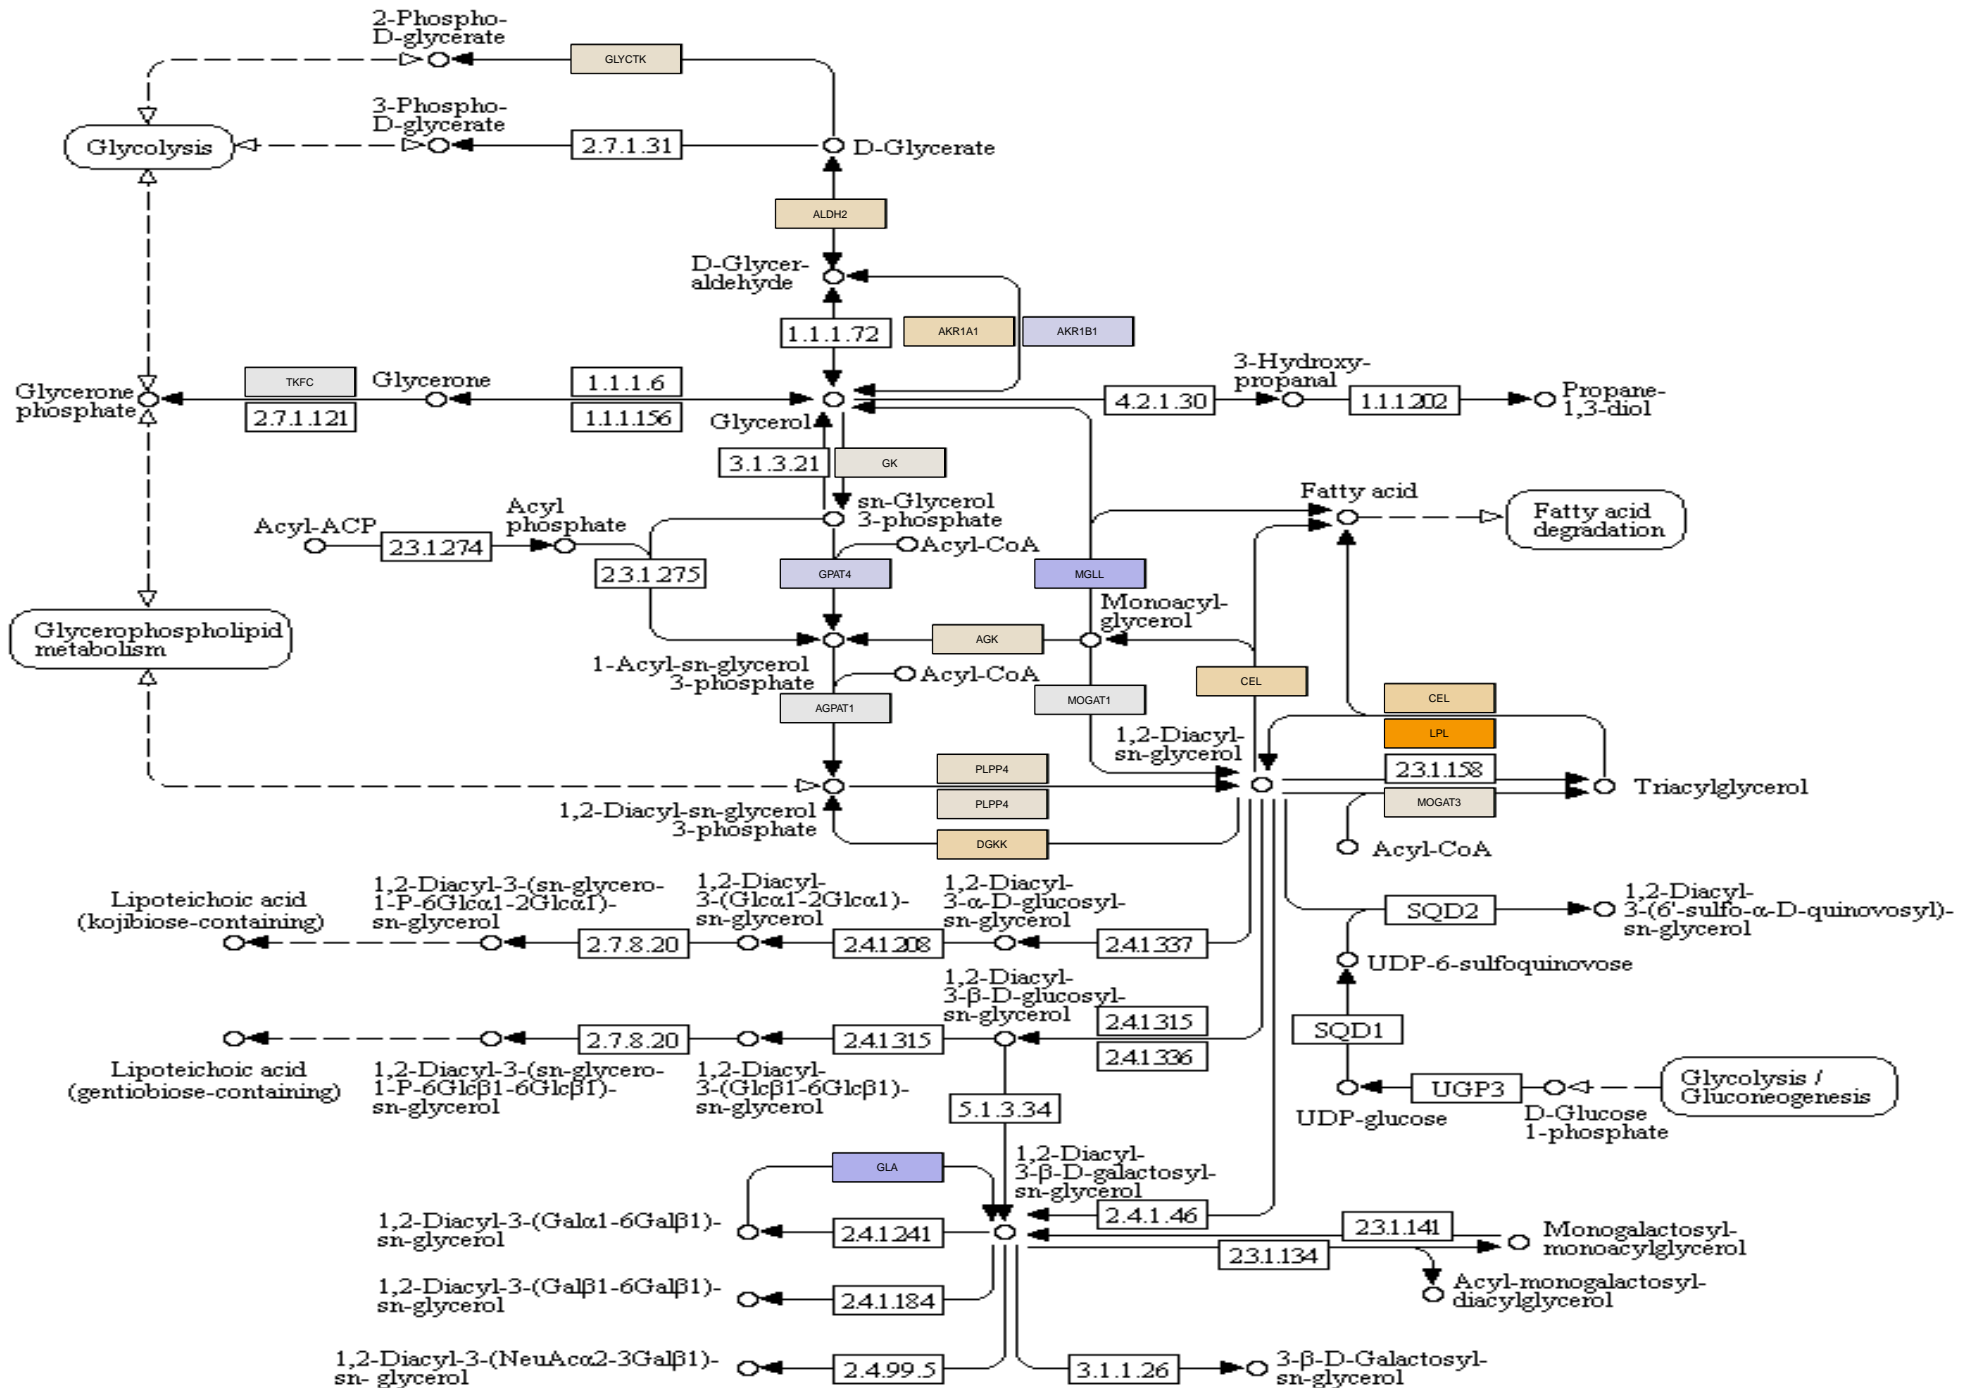 2-Phospho-
D-glycerate
GLYCTK
3-Phospho-
D-glycerate
Glycolysis
2.7.1.31
D-Glycerate
ALDH2
D-Glycer-
aldehyde
1.1.1.72
AKR1A1
AKR1B1
3-Hydroxy-
propanal
Glycerone
phosphate
TKFC
2.7.1.121
Glycerone
1.1.1.6
1.1.1.156
Glycerol
4.2.1.30
1.1.1.202
Propane-
1,3-diol
3.1.3.21
GK
sn-Glycerol
3-phosphate
Fatty acid
Fatty acid
degradation
Acyl-ACP
2.3.1.274
Acyl
phosphate
Acyl-CoA
2.3.1.275
GPAT4
MGLL
Monoacyl-
glycerol
Glycerophospholipid
metabolism
AGK
1-Acyl-sn-glycerol
3-phosphate
Acyl-CoA
CEL
CEL
AGPAT1
MOGAT1
LPL
1,2-Diacyl-
sn-glycerol
PLPP4
2.3.1.158
Triacylglycerol
PLPP4
MOGAT3
1,2-Diacyl-sn-glycerol
3-phosphate
DGKK
Acyl-CoA
Lipoteichoic acid
(kojibiose-containing)
1,2-Diacyl-3-(sn-glycero-
1-P-6Glcα1-2Glcα1)-
sn-glycerol
1,2-Diacyl-
3-(Glcα1-2Glcα1)-
sn-glycerol
1,2-Diacyl-
3-α-D-glucosyl-
sn-glycerol
SQD2
1,2-Diacyl-
3-(6'-sulfo-α-D-quinovosyl)-
sn-glycerol
2.7.8.20
2.4.1.208
2.4.1.337
UDP-6-sulfoquinovose
1,2-Diacyl-
3-β-D-glucosyl-
sn-glycerol
2.4.1.315
SQD1
2.7.8.20
2.4.1.315
2.4.1.336
Lipoteichoic acid
(gentiobiose-containing)
1,2-Diacyl-3-(sn-glycero-
1-P-6Glcβ1-6Glcβ1)-
sn-glycerol
1,2-Diacyl-
3-(Glcβ1-6Glcβ1)-
sn-glycerol
5.1.3.34
UDP-glucose
UGP3
D-Glucose
1-phosphate
Glycolysis /
Gluconeogenesis
GLA
1,2-Diacyl-
3-β-D-galactosyl-
sn-glycerol
2.4.1.46
1,2-Diacyl-3-(Galα1-6Galβ1)-
sn-glycerol
2.4.1.241
2.3.1.141
2.3.1.134
Monogalactosyl-
monoacylglycerol
1,2-Diacyl-3-(Galβ1-6Galβ1)-
sn-glycerol
2.4.1.184
Acyl-monogalactosyl-
diacylglycerol
1,2-Diacyl-3-(NeuAcα2-3Galβ1)-
sn- glycerol
2.4.99.5
3.1.1.26
3-β-D-Galactosyl-
sn-glycerol